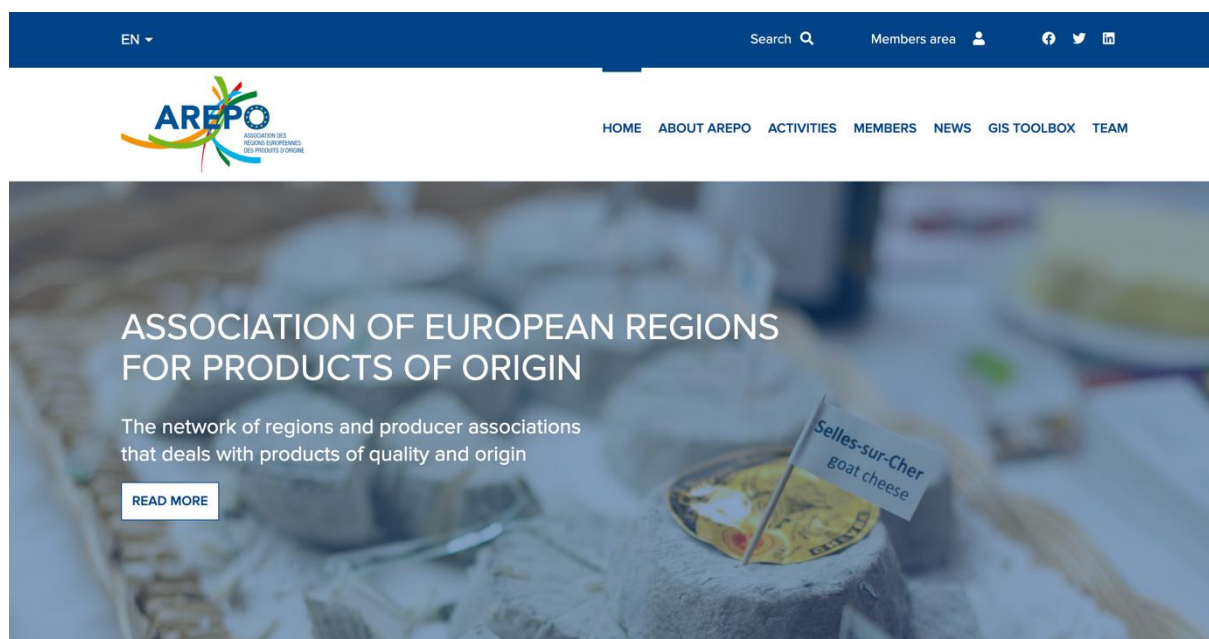 EN
Search
Members area
AREPO
ASSOCIATION DES
RÉGIONS EUROPÉENNES
DES PRODUITS D'ORIGINE
HOME ABOUT AREPO ACTIVITIES MEMBERS NEWS GIS TOOLBOX TEAM
ASSOCIATION OF EUROPEAN REGIONS
FOR PRODUCTS OF ORIGIN
The network of regions and producer associations
that deals with products of quality and origin
READ MORE
Selles-sur-Cher
goat cheese